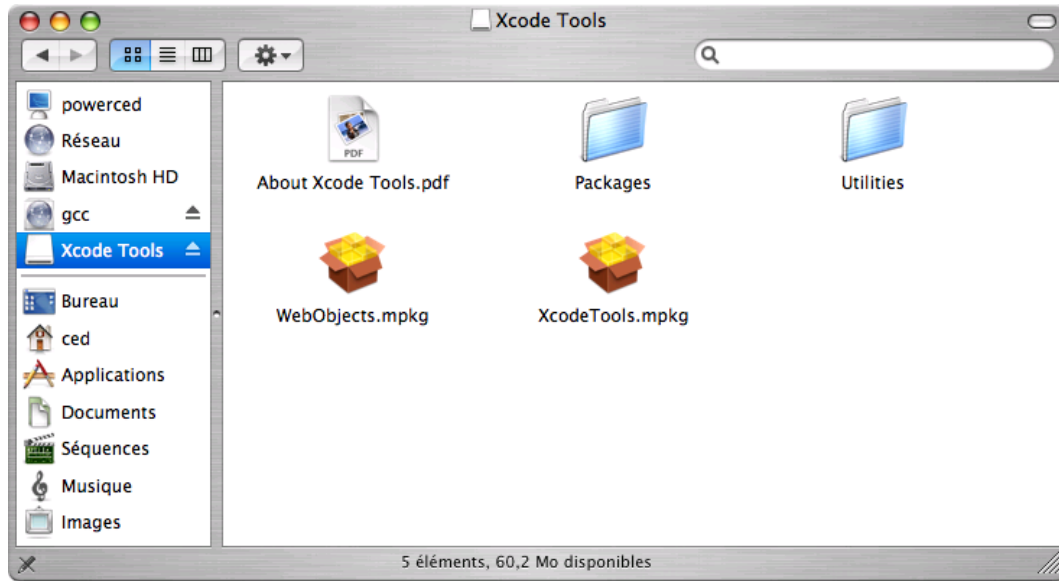 Xcode Tools
powerced
Réseau
Macintosh HD
gcc
Xcode Tools
Bureau
ced
Applications
Documents
Séquences
Musique
Images
PDF
About Xcode Tools.pdf
Packages
Utilities
WebObjects.mpkg
XcodeTools.mpkg
5 éléments, 60,2 Mo disponibles